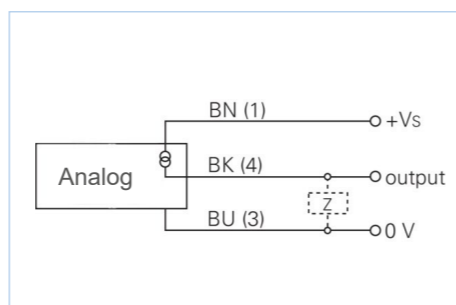 BN (1)
+Vs
Analog
BK (4)
output
Z
BU (3)
0 V